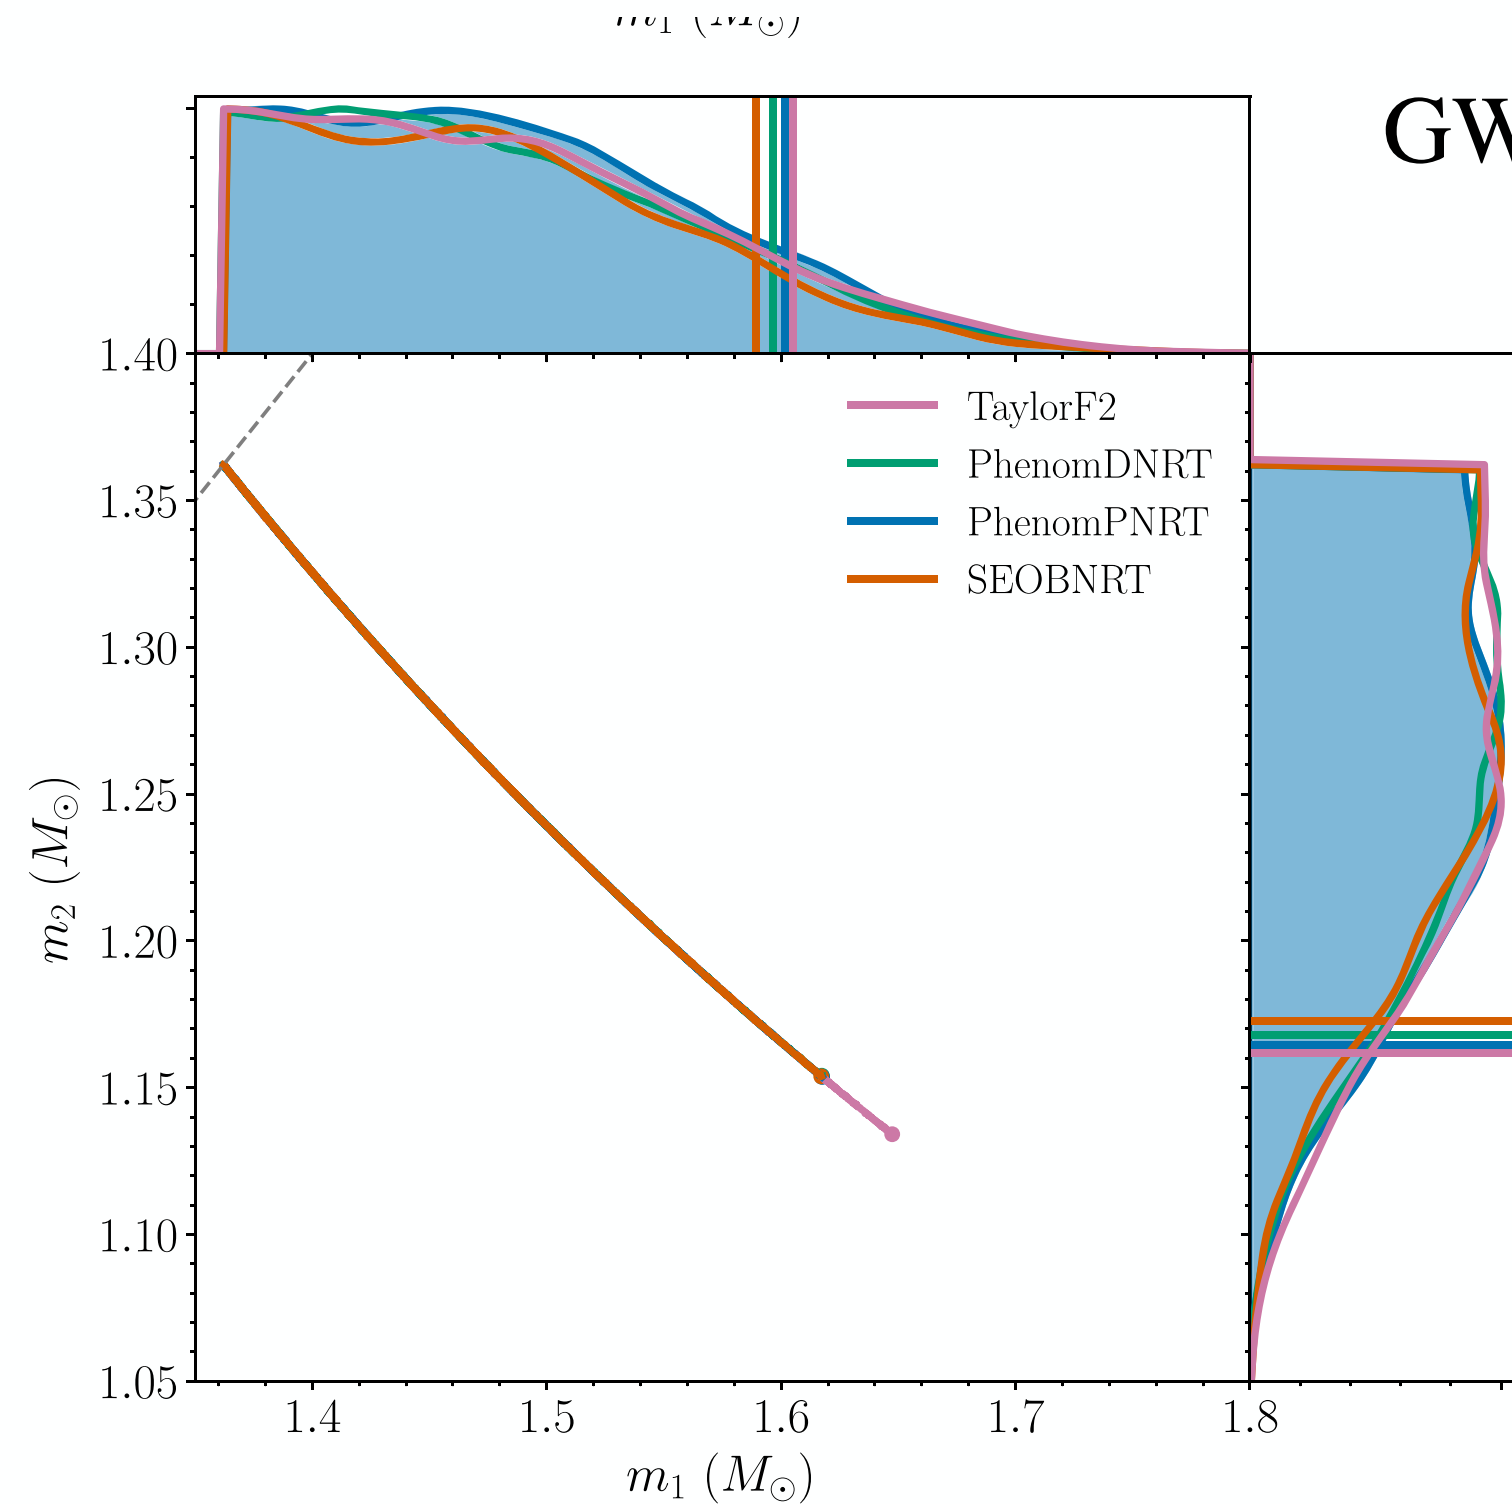 m₁ (M⊙)
GW
1.40
1.35
1.30
1.25
1.20
1.15
1.10
1.05
m₂ (M⊙)
TaylorF2
PhenomDNRT
PhenomPNRT
SEOBNRT
1.4 1.5 1.6 1.7 1.8
m₁ (M⊙)